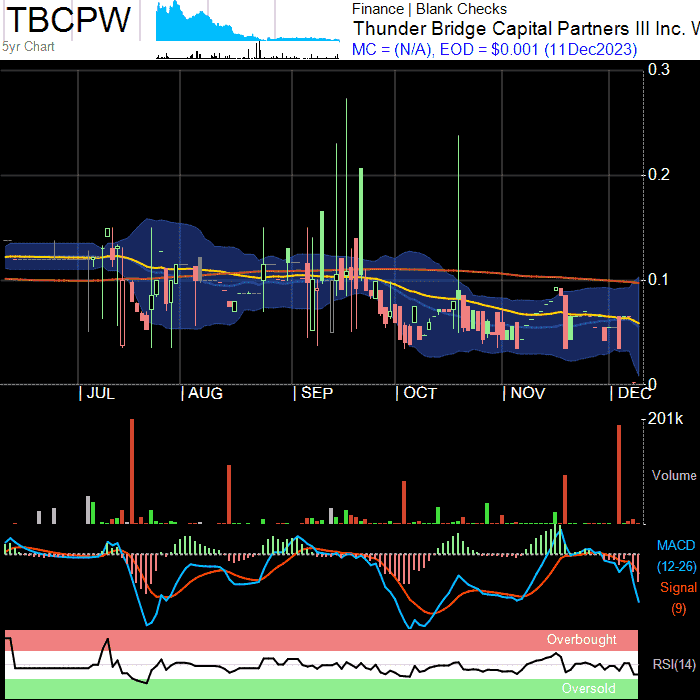 TBCPW
5yr Chart
Finance | Blank Checks
Thunder Bridge Capital Partners III Inc. W
MC = (N/A), EOD = $0.001 (11Dec2023)
0.3
0.2
0.1
0
| JUL | AUG | SEP | OCT | NOV | DEC
201k
Volume
MACD
(12-26)
Signal
(9)
Overbought
RSI(14)
Oversold